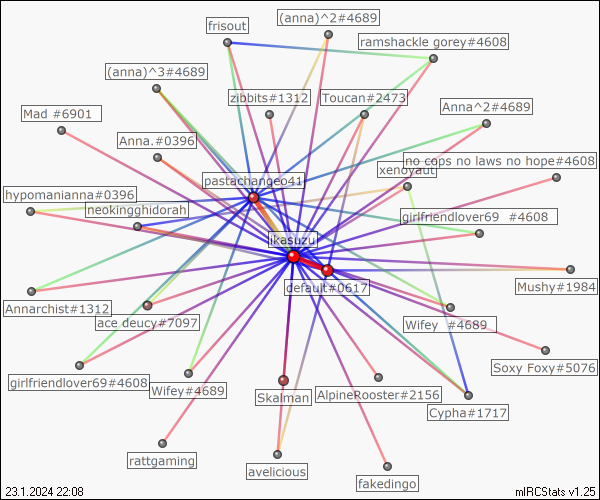 (anna)^2#4689
frisout
ramshackle gorey#4608
(anna)^3#4689
zibbits#1312
Toucan#2473
Mad #6901
Anna^2#4689
Anna.#0396
no cops no laws no hope#4608
xenoyaut
pastachangeo41
hypomanianna#0396
neokingghidorah
girlfriendlover69 #4608
ikasuzu
default#0617
Mushy#1984
Annarchist#1312
ace deucy#7097
Wifey #4689
Soxy Foxy#5076
girlfriendlover69#4608
Wifey#4689
Skalman
AlpineRooster#2156
Cypha#1717
rattgaming
avelicious
fakedingo
23.1.2024 22:08
mIRCStats v1.25